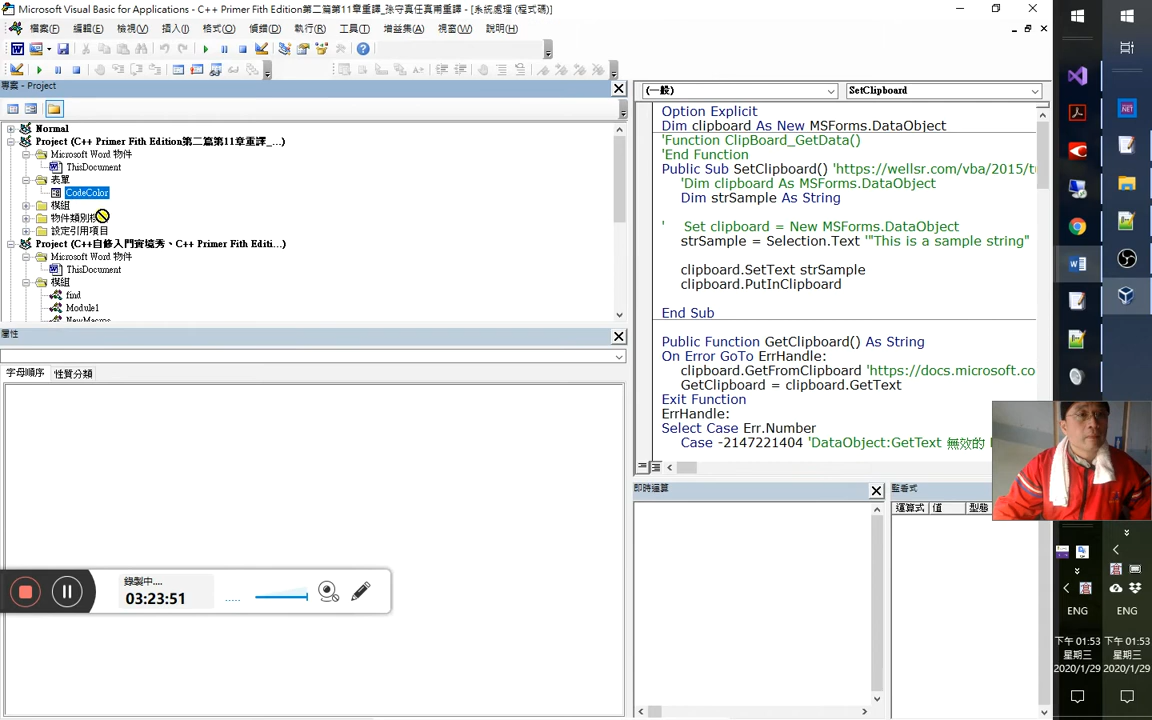 Microsoft Visual Basic for Applications - C++ Primer Fith Edition第二篇第11章重譯_孫守真任真甫重譯_ - [系統處理 (程式碼)]
檔案(F) 編輯(E) 檢視(V) 插入(I) 格式(O) 偵錯(D) 執行(R) 工具(T) 增益集(A) 視窗(W) 說明(H)
專案 - Project
Normal
Project (C++ Primer Fith Edition第二篇第11章重譯_...)
Microsoft Word 物件
ThisDocument
表單
CodeColor
模組
物件類別模
設定引用項目
Project (C++自修入門實境秀、C++ Primer Fith Editi...)
Microsoft Word 物件
ThisDocument
模組
find
Module1
NewMacros
屬性
字母順序 性質分類
(一般) SetClipboard
Option Explicit
Dim clipboard As New MSForms.DataObject
'Function ClipBoard_GetData()
'End Function
Public Sub SetClipboard() 'https://wellsr.com/vba/2015/tu
'Dim clipboard As MSForms.DataObject
Dim strSample As String
' Set clipboard = New MSForms.DataObject
strSample = Selection.Text '"This is a sample string"
clipboard.SetText strSample
clipboard.PutInClipboard
End Sub
Public Function GetClipboard() As String
On Error GoTo ErrHandle:
clipboard.GetFromClipboard 'https://docs.microsoft.co
GetClipboard = clipboard.GetText
Exit Function
ErrHandle:
Select Case Err.Number
Case -2147221404 'DataObject:GetText 無效的
即時運算 監看式
運算式 值 型態
錄製中....
03:23:51
.NET
ENG ENG
下午 01:53 下午 01:53
星期三 星期三
2020/1/29 2020/1/29